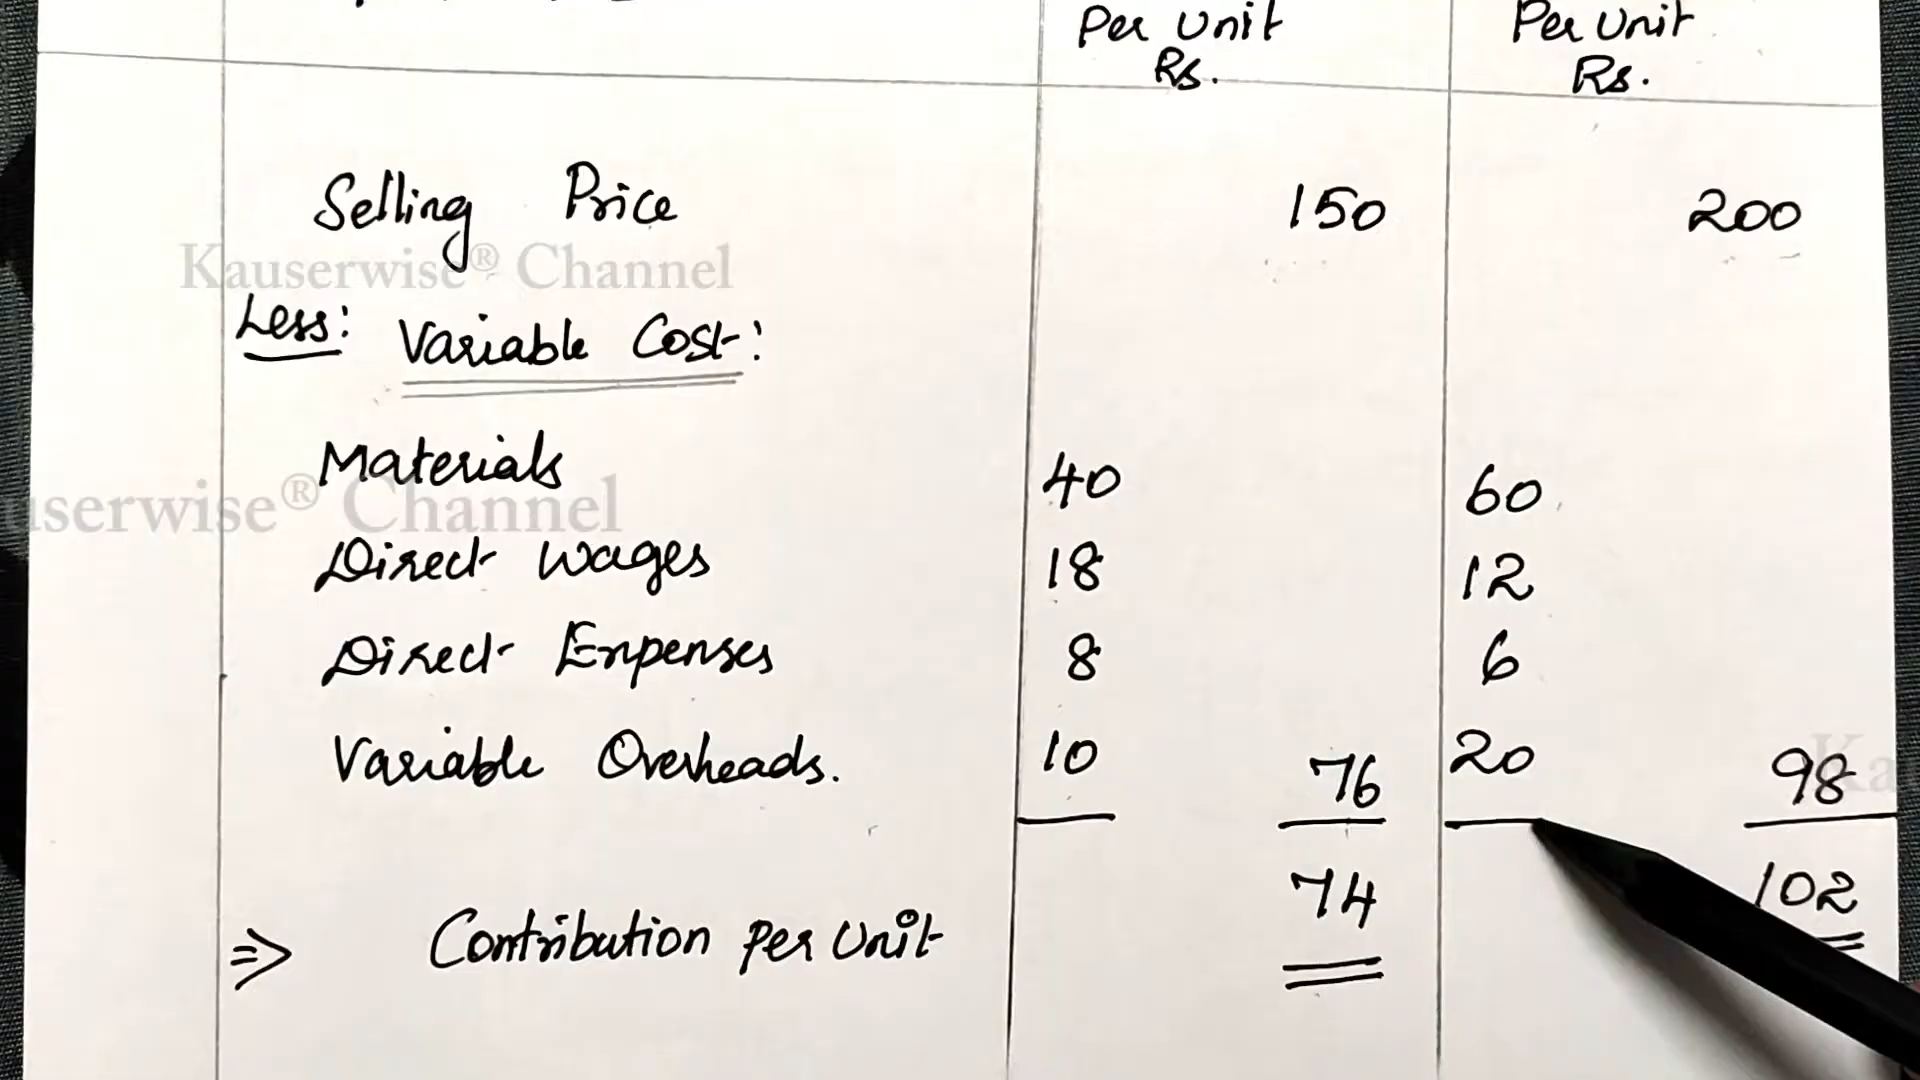 Per Unit Per Unit
Rs. Rs.
Selling Price 150 200
Kauserwise® Channel
Less: Variable Cost:
Materials 40 60
userwise® Channel
Direct Wages 18 12
Direct Expenses 8 6
Variable Overheads. 10 76 20 98
Ka
74 102
⇒ Contribution Per Unit